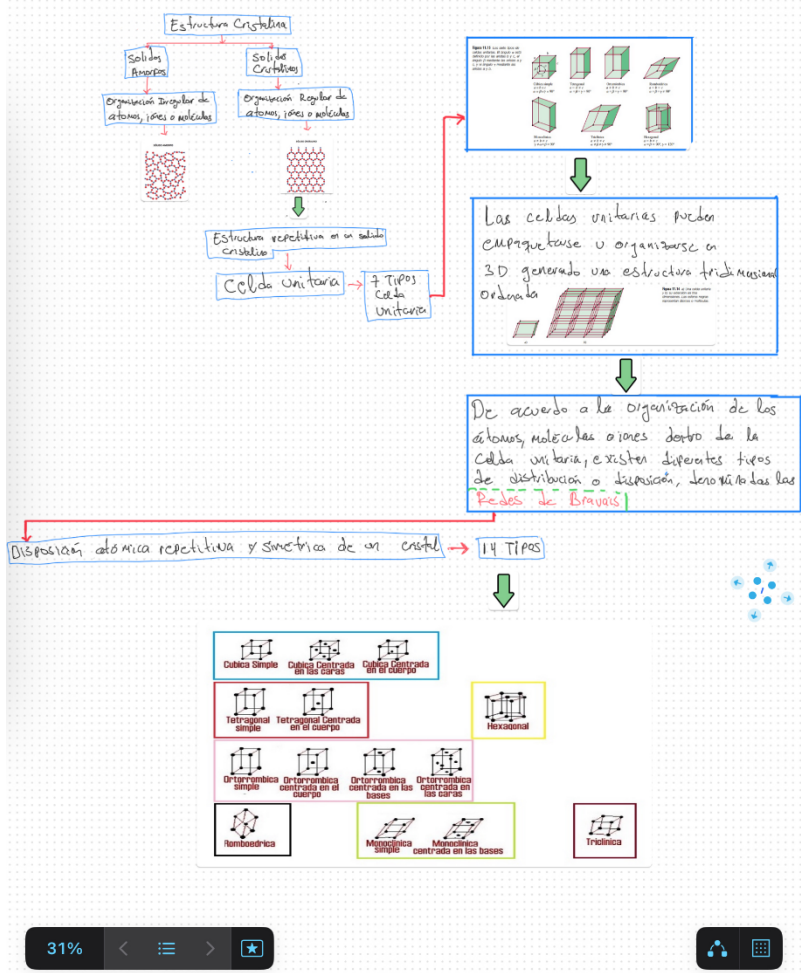 Estructura Cristalina
Solidos
Amorfos
Solidos
Cristalinos
Organización Irregular de
atomos, iones o moléculas
Organización Regular de
atomos, iones o moléculas
Estructura repetitiva en un solido
cristalino
Celda Unitaria
7 Tipos
Celda
Unitaria
Las celdas unitarias pueden
empaquetarse u organizarse en
3D generando una estructura tridimensional
Ordenada
De acuerdo a la organización de los
átomos, moléculas o iones dentro de la
Celda unitaria, existen diferentes tipos
de distribución o disposición, denominadas las
Redes de Bravais
Disposición atómica repetitiva y simetrica de un cristal
14 TIPOS
Cubica Simple
Cubica Centrada
en las caras
Cubica Centrada
en el cuerpo
Tetragonal
simple
Tetragonal Centrada
en el cuerpo
Hexagonal
Ortorrombica
simple
Ortorrombica
centrada en el
cuerpo
Ortorrombica
centrada en las
bases
Ortorrombica
centrada en
las caras
Romboedrica
Monoclinica
simple
Monoclinica
centrada en las bases
Triclinica
31%